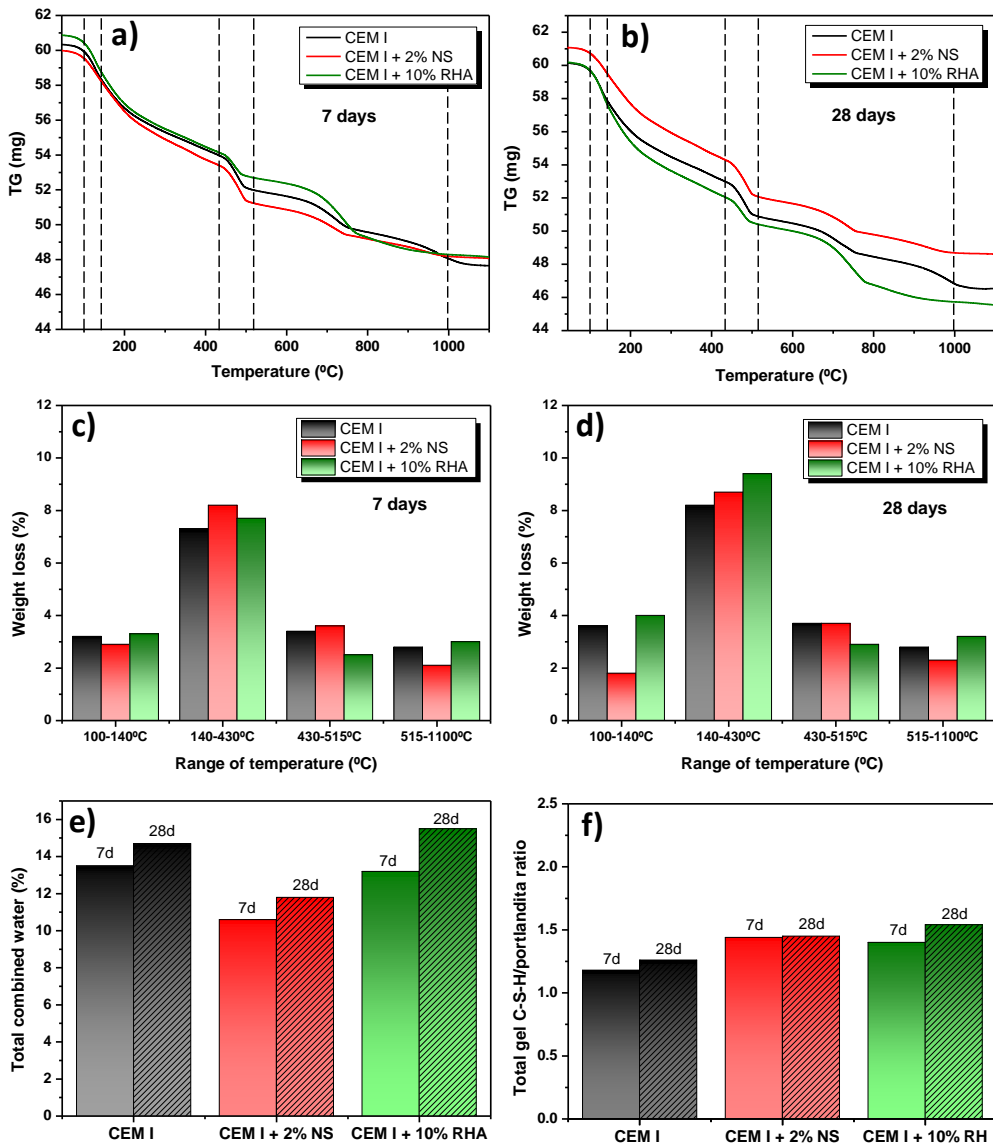 a)
CEM I
CEM I + 2% NS
CEM I + 10% RHA
7 days
62
60
58
56
54
52
50
48
46
44
TG (mg)
200 400 600 800 1000
Temperature (ºC)
b)
CEM I
CEM I + 2% NS
CEM I + 10% RHA
28 days
62
60
58
56
54
52
50
48
46
44
TG (mg)
200 400 600 800 1000
Temperature (ºC)
c)
CEM I
CEM I + 2% NS
CEM I + 10% RHA
7 days
12
10
8
6
4
2
0
Weight loss (%)
100-140ºC 140-430ºC 430-515ºC 515-1100ºC
Range of temperature (ºC)
d)
CEM I
CEM I + 2% NS
CEM I + 10% RHA
28 days
12
10
8
6
4
2
0
Weight loss (%)
100-140ºC 140-430ºC 430-515ºC 515-1100ºC
Range of temperature (ºC)
e)
7d 28d 7d 28d 7d 28d
16
14
12
10
8
6
4
2
0
Total combined water (%)
CEM I CEM I + 2% NS CEM I + 10% RHA
f)
7d 28d 7d 28d 7d 28d
2.5
2.0
1.5
1.0
0.5
0.0
Total gel C-S-H/portlandita ratio
CEM I CEM I + 2% NS CEM I + 10% RH